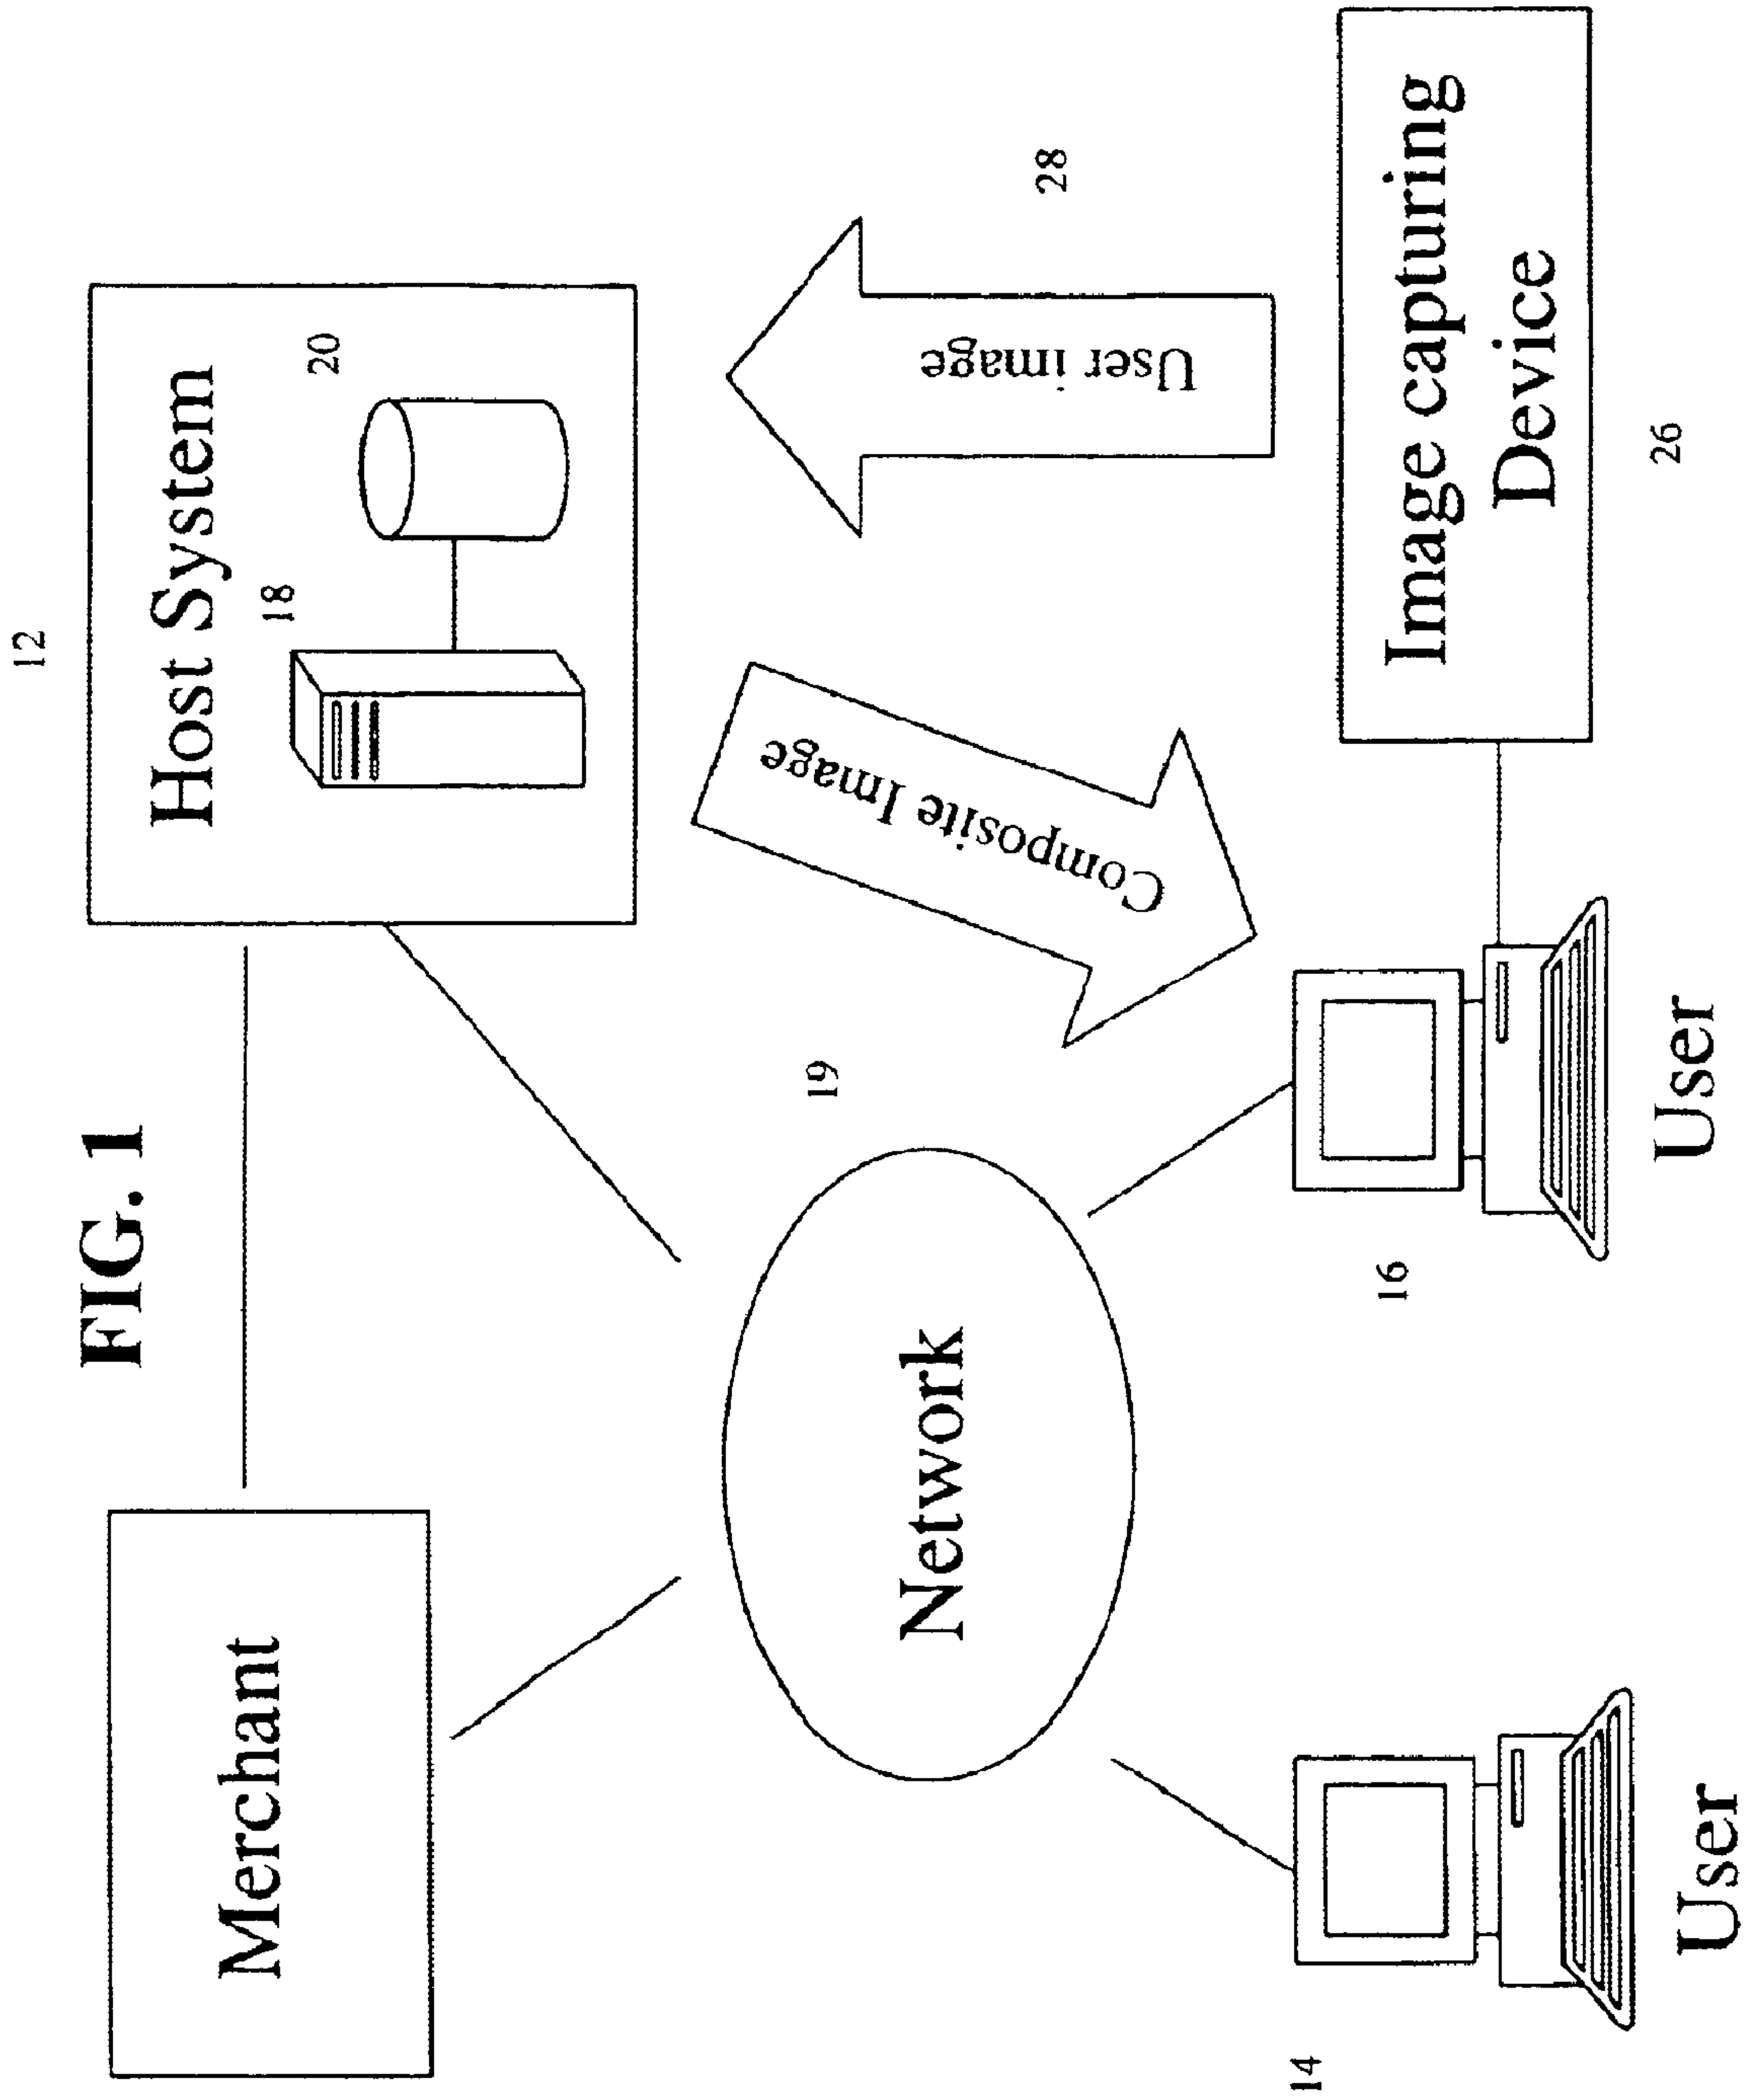 FIG. 1
12
Merchant
Host System
18
20
19
Network
Composite Image
User image
28
14
User
16
User
Image capturing
Device
26